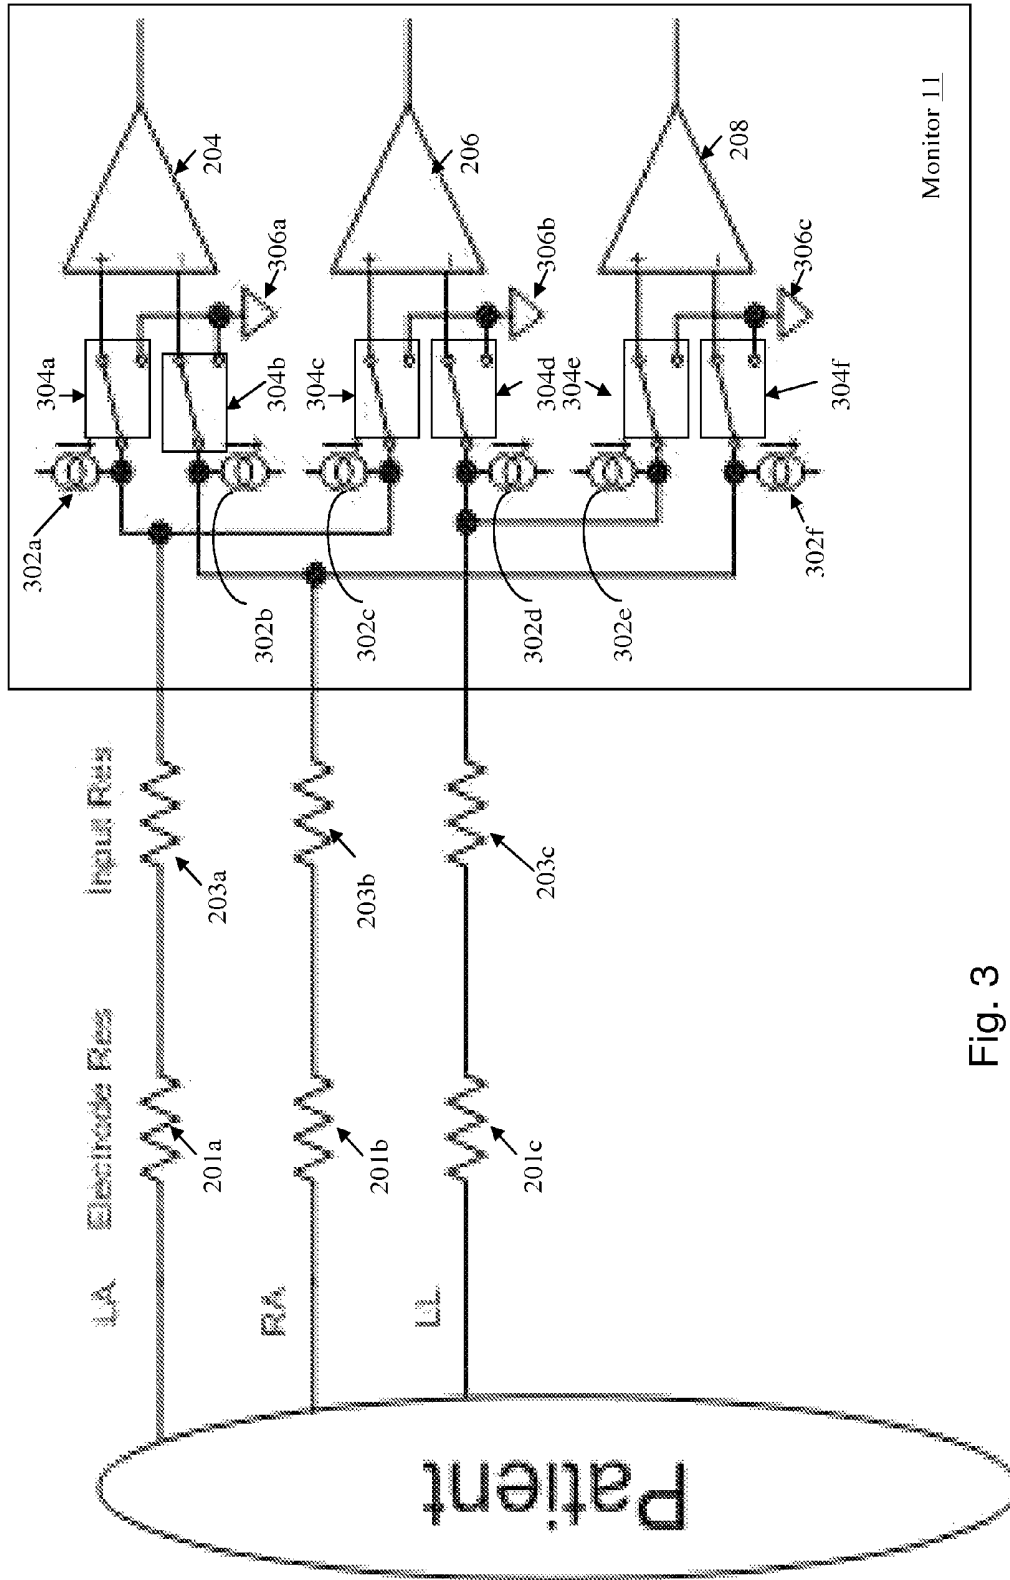 Patient
LA
RA
LL
Electrode Res
Input Res
201a
201b
201c
203a
203b
203c
302a
302b
302c
302d
302e
302f
304a
304b
304c
304d
304e
304f
306a
306b
306c
+
−
204
+
−
206
+
−
208
Monitor 11
Fig. 3